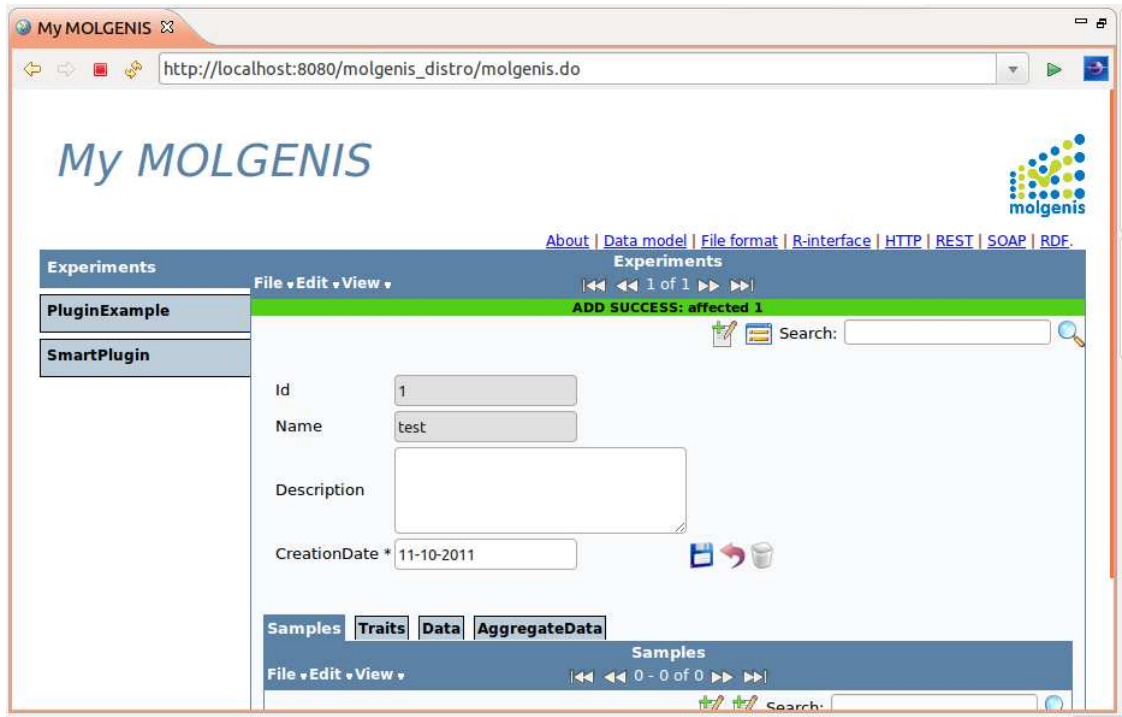 My MOLGENIS
http://localhost:8080/molgenis_distro/molgenis.do
My MOLGENIS
molgenis
About | Data model | File format | R-interface | HTTP | REST | SOAP | RDF.
Experiments
PluginExample
SmartPlugin
Experiments
File Edit View 1 of 1
ADD SUCCESS: affected 1
Search:
Id 1
Name test
Description
CreationDate * 11-10-2011
Samples Traits Data AggregateData
Samples
File Edit View 0 - 0 of 0
Search: